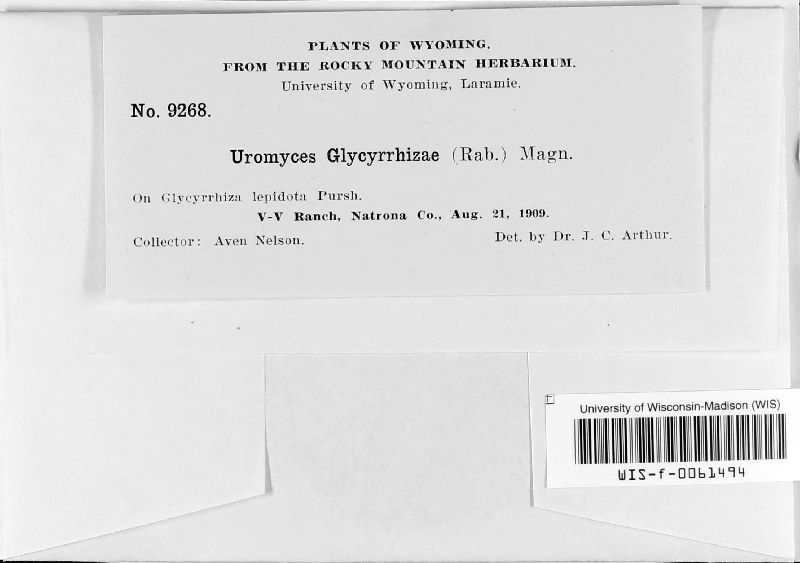 PLANTS OF WYOMING,
FROM THE ROCKY MOUNTAIN HERBARIUM.
University of Wyoming, Laramie.
No. 9268.
Uromyces Glycyrrhizae (Rab.) Magn.
On Glycyrrhiza lepidota Pursh.
V-V Ranch, Natrona Co., Aug. 21, 1909.
Collector: Aven Nelson.
Det. by Dr. J. C. Arthur.
University of Wisconsin-Madison (WIS)
WIS-f-0061494